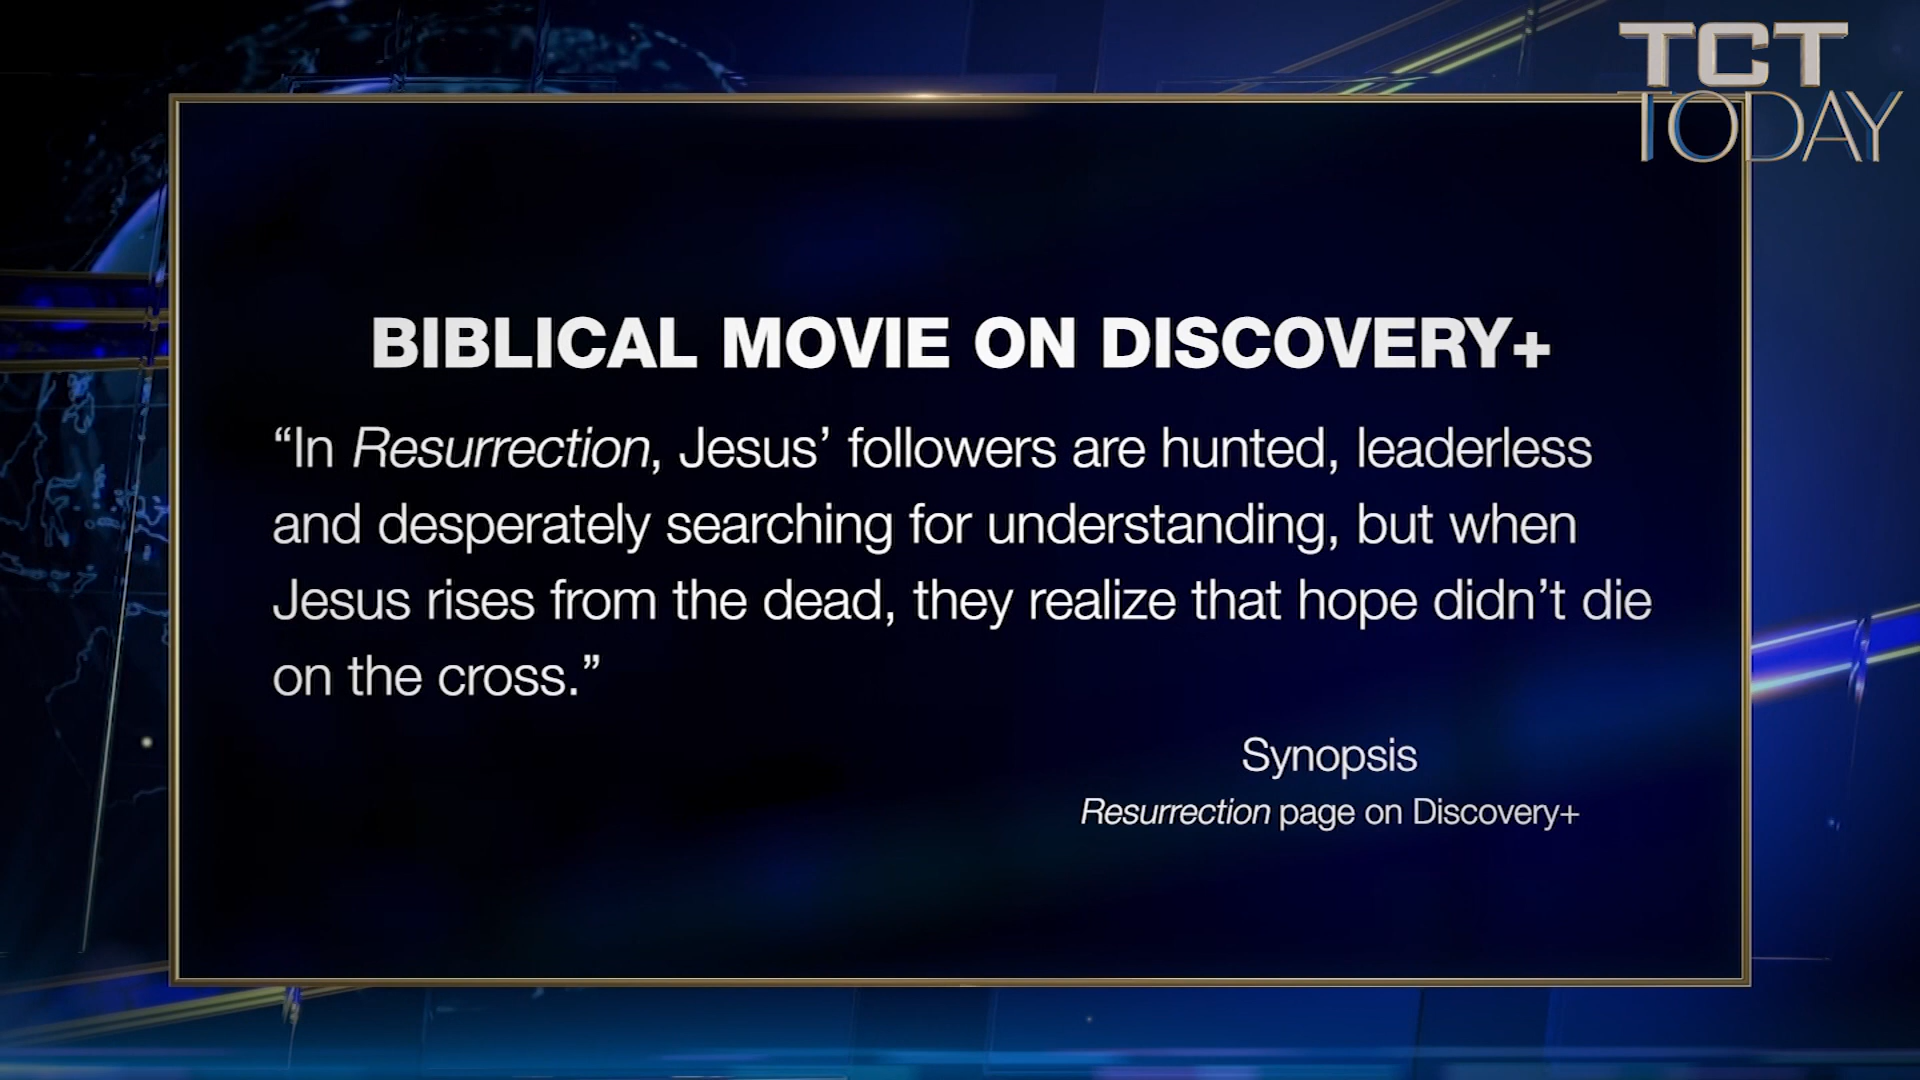 TCT
TODAY
BIBLICAL MOVIE ON DISCOVERY+
“In Resurrection, Jesus’ followers are hunted, leaderless
and desperately searching for understanding, but when
Jesus rises from the dead, they realize that hope didn’t die
on the cross.”
Synopsis
Resurrection page on Discovery+